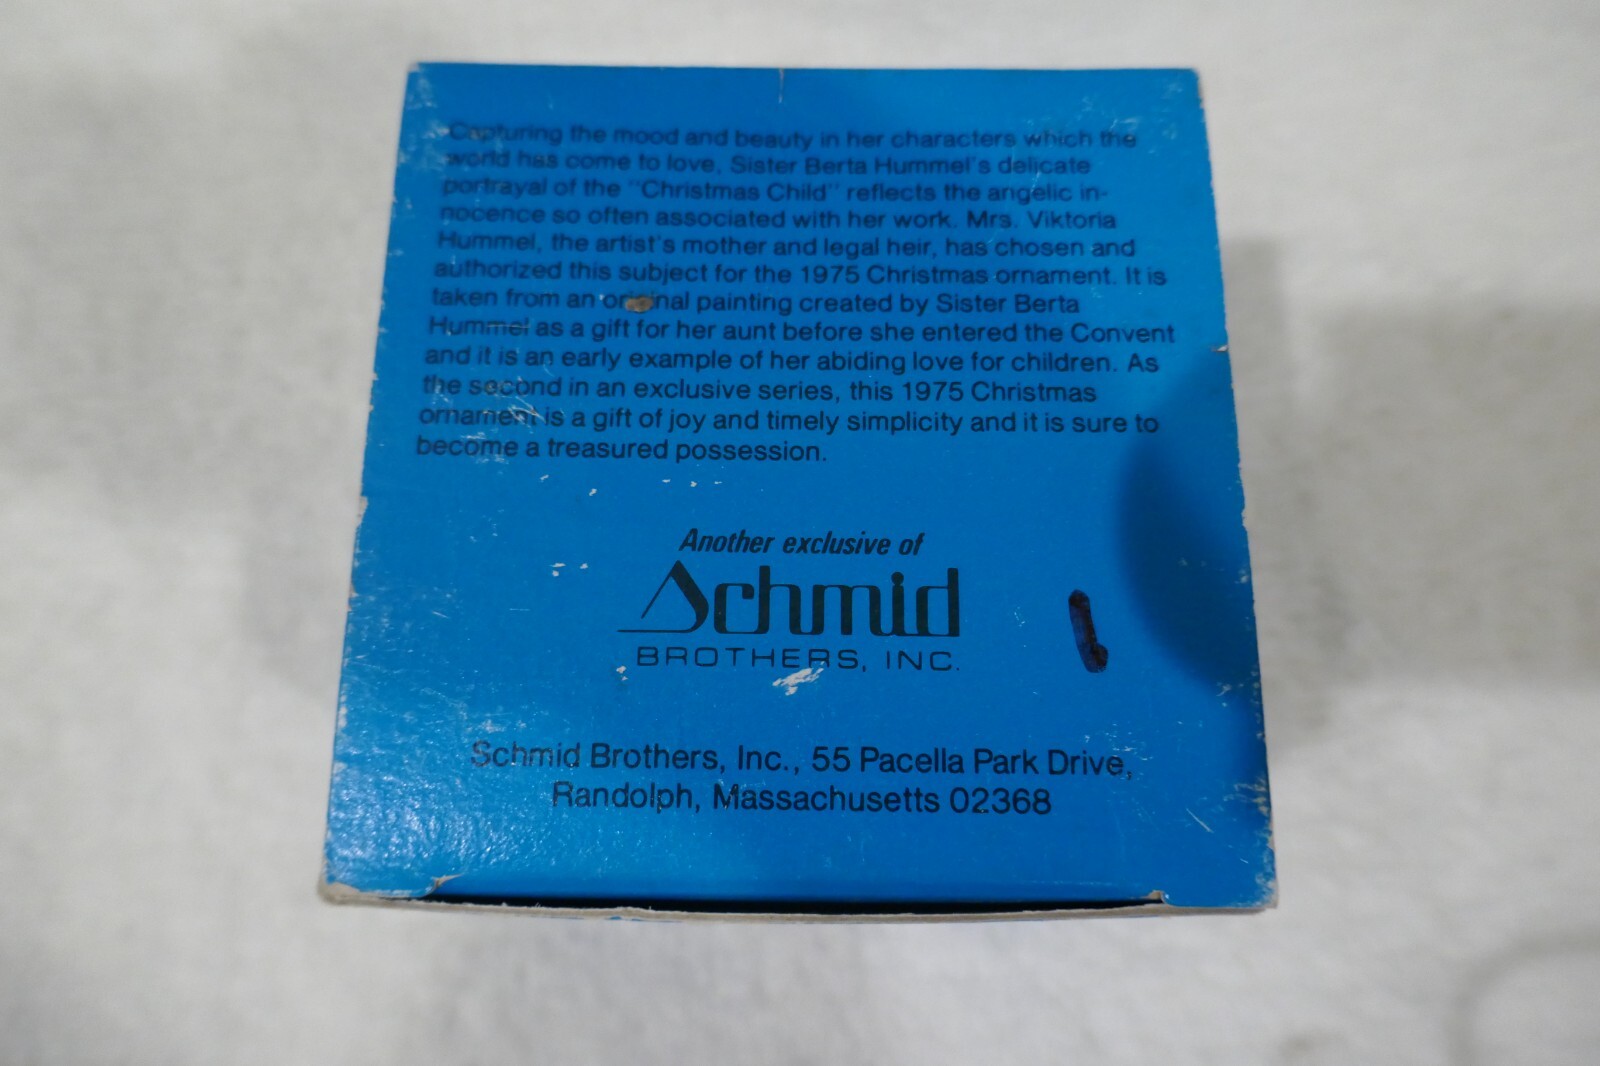 Capturing the mood and beauty in her characters which the
world has come to love, Sister Berta Hummel's delicate
portrayal of the "Christmas Child" reflects the angelic in-
nocence so often associated with her work. Mrs. Viktoria
Hummel, the artist's mother and legal heir, has chosen and
authorized this subject for the 1975 Christmas ornament. It is
taken from an original painting created by Sister Berta
Hummel as a gift for her aunt before she entered the Convent
and it is an early example of her abiding love for children. As
the second in an exclusive series, this 1975 Christmas
ornament is a gift of joy and timely simplicity and it is sure to
become a treasured possession.
Another exclusive of
Schmid
BROTHERS, INC.
Schmid Brothers, Inc., 55 Pacella Park Drive,
Randolph, Massachusetts 02368